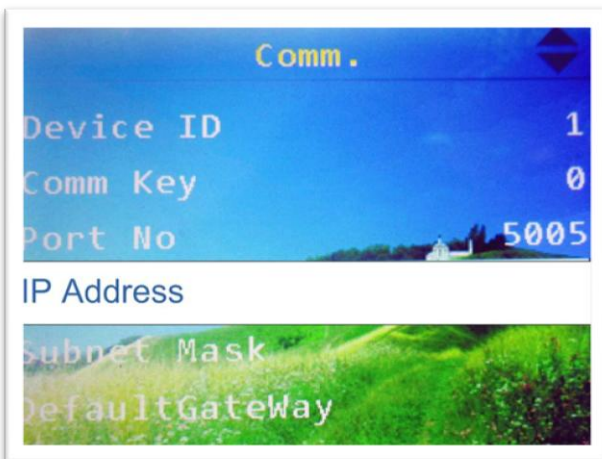 Comm.
Device ID 1
Comm Key 0
Port No 5005
IP Address
Subnet Mask
DefaultGateWay